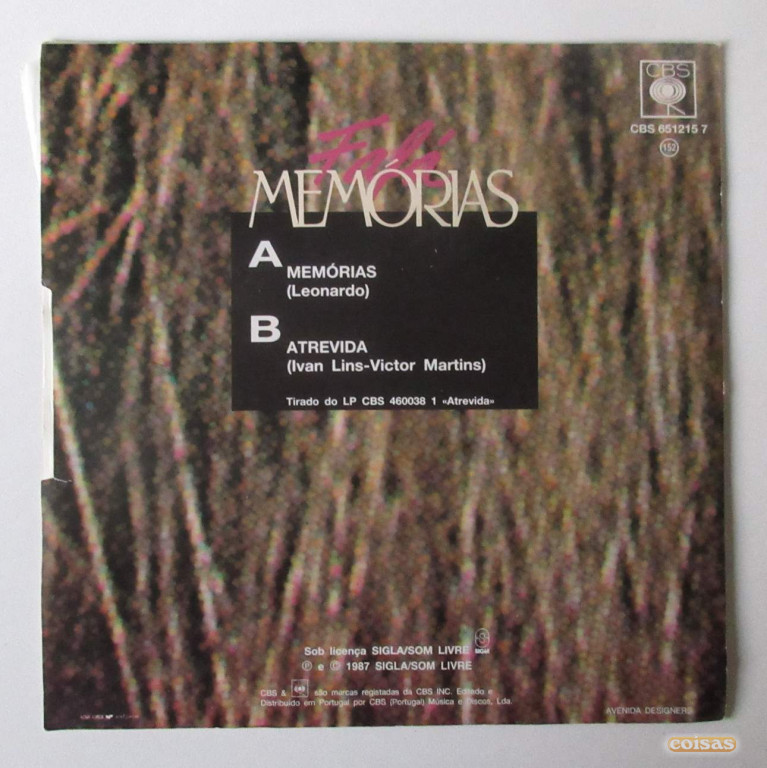 CBS
CBS 651215 7
152
Fafá
MEMÓRIAS
A
MEMÓRIAS
(Leonardo)
B
ATREVIDA
(Ivan Lins-Victor Martins)
Tirado do LP CBS 460038 1 «Atrevida»
Sob licença SIGLA/SOM LIVRE
Ⓟ e © 1987 SIGLA/SOM LIVRE
CBS & CBS são marcas registadas da CBS INC. Editado e
Distribuído em Portugal por CBS (Portugal) Música e Discos, Lda.
AVENIDA DESIGNERS
coisas